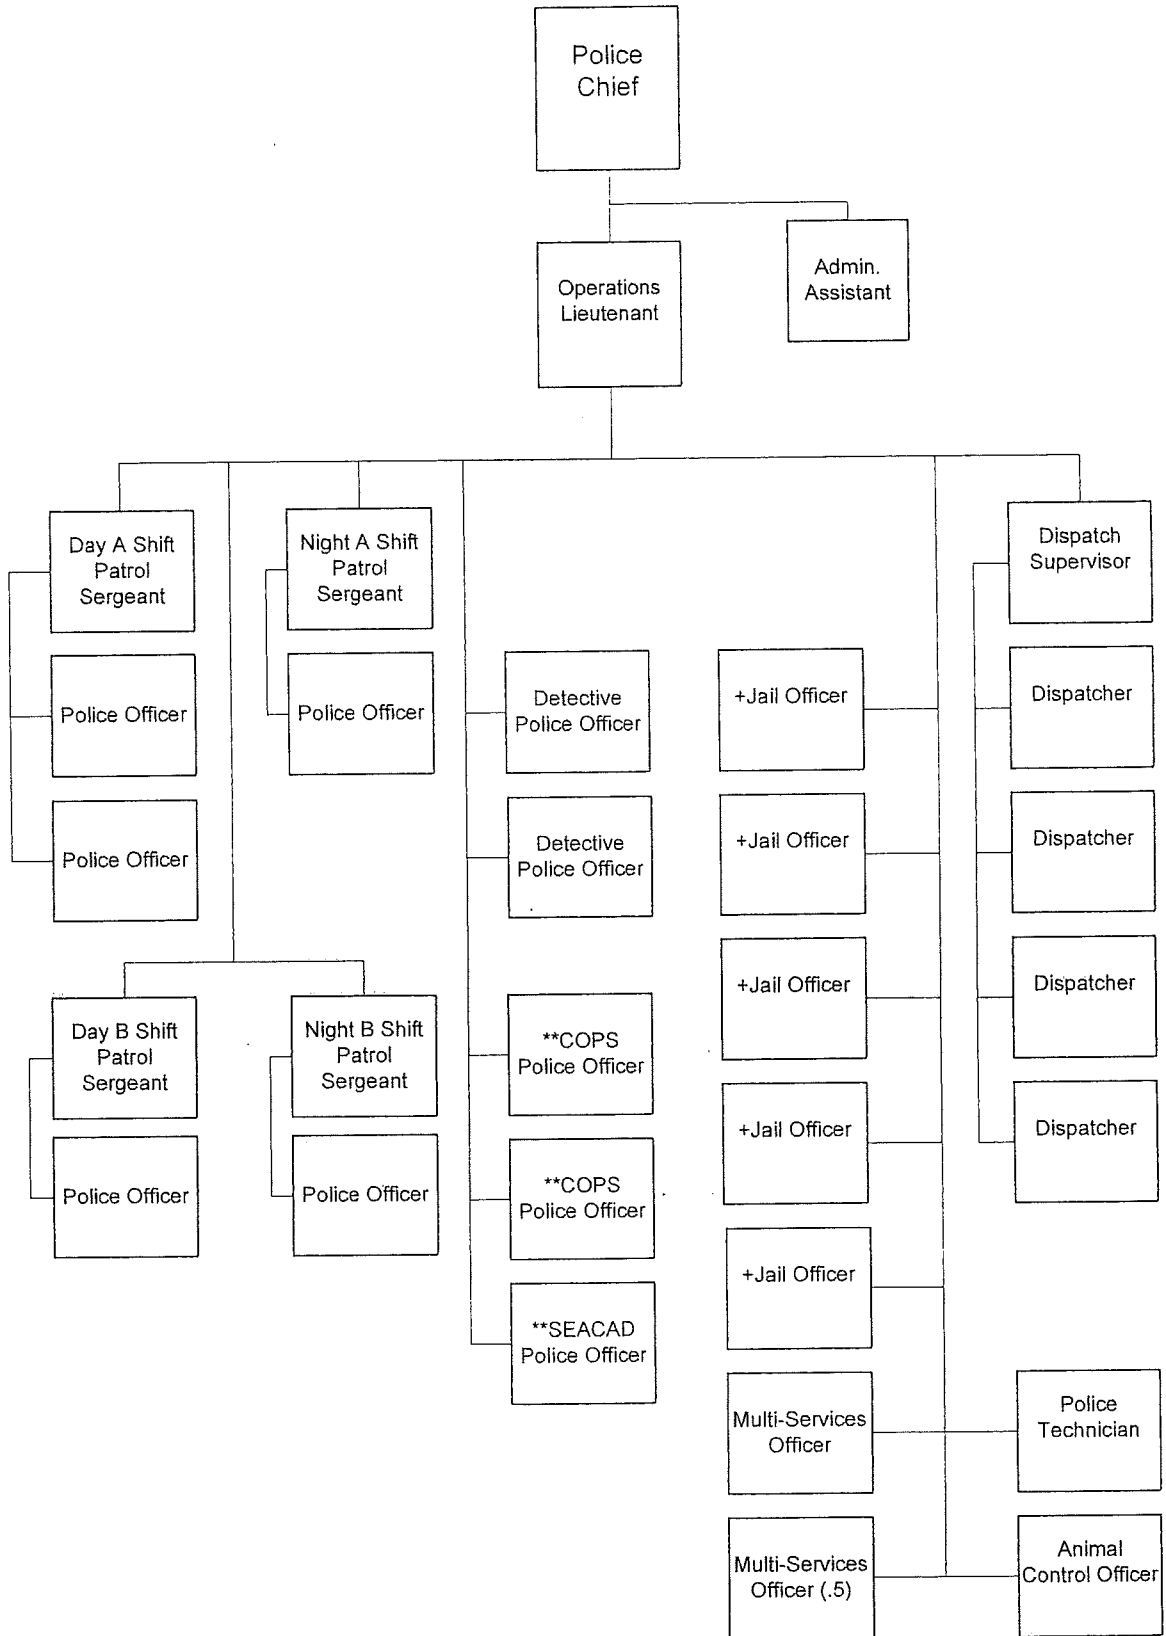 Police
Chief
Operations
Lieutenant
Admin.
Assistant
Day A Shift
Patrol
Sergeant
Police Officer
Police Officer
Night A Shift
Patrol
Sergeant
Police Officer
Day B Shift
Patrol
Sergeant
Police Officer
Night B Shift
Patrol
Sergeant
Police Officer
Detective
Police Officer
Detective
Police Officer
**COPS
Police Officer
**COPS
Police Officer
**SEACAD
Police Officer
+Jail Officer
+Jail Officer
+Jail Officer
+Jail Officer
+Jail Officer
Multi-Services
Officer
Multi-Services
Officer (.5)
Dispatch
Supervisor
Dispatcher
Dispatcher
Dispatcher
Dispatcher
Police
Technician
Animal
Control Officer